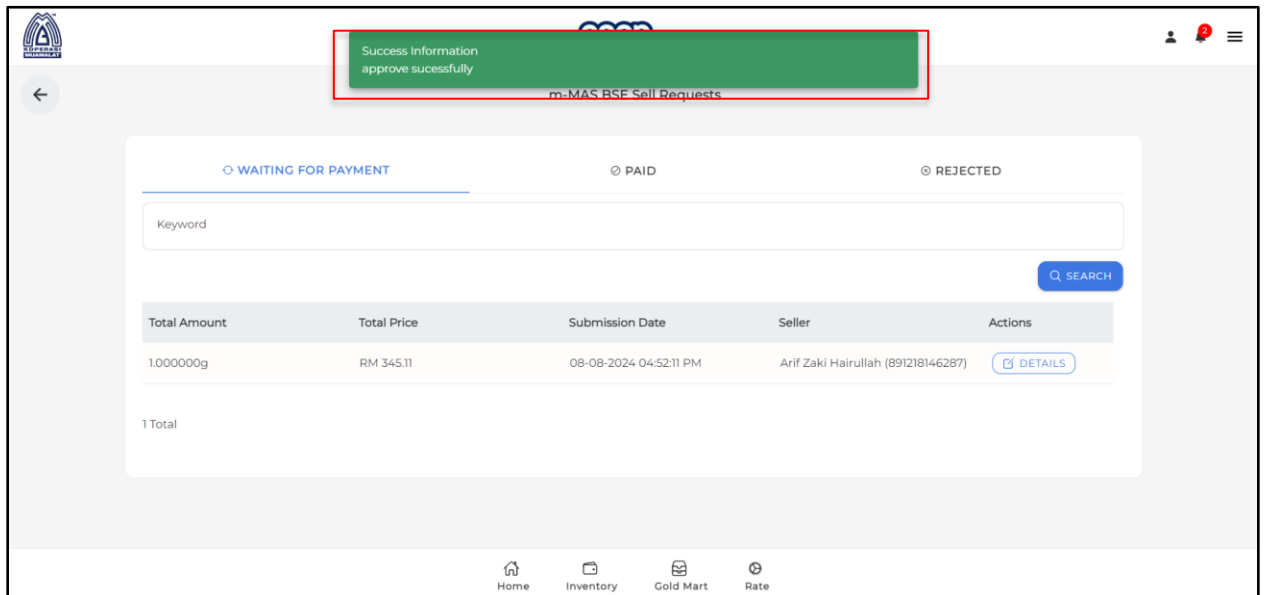 KOPERASI
MUAMALAT
2
Success Information
approve sucessfully
m-MAS BSE Sell Requests
WAITING FOR PAYMENT
PAID
REJECTED
Keyword
SEARCH
Total Amount Total Price Submission Date Seller Actions
1.000000g RM 345.11 08-08-2024 04:52:11 PM Arif Zaki Hairullah (891218146287) DETAILS
1 Total
Home Inventory Gold Mart Rate